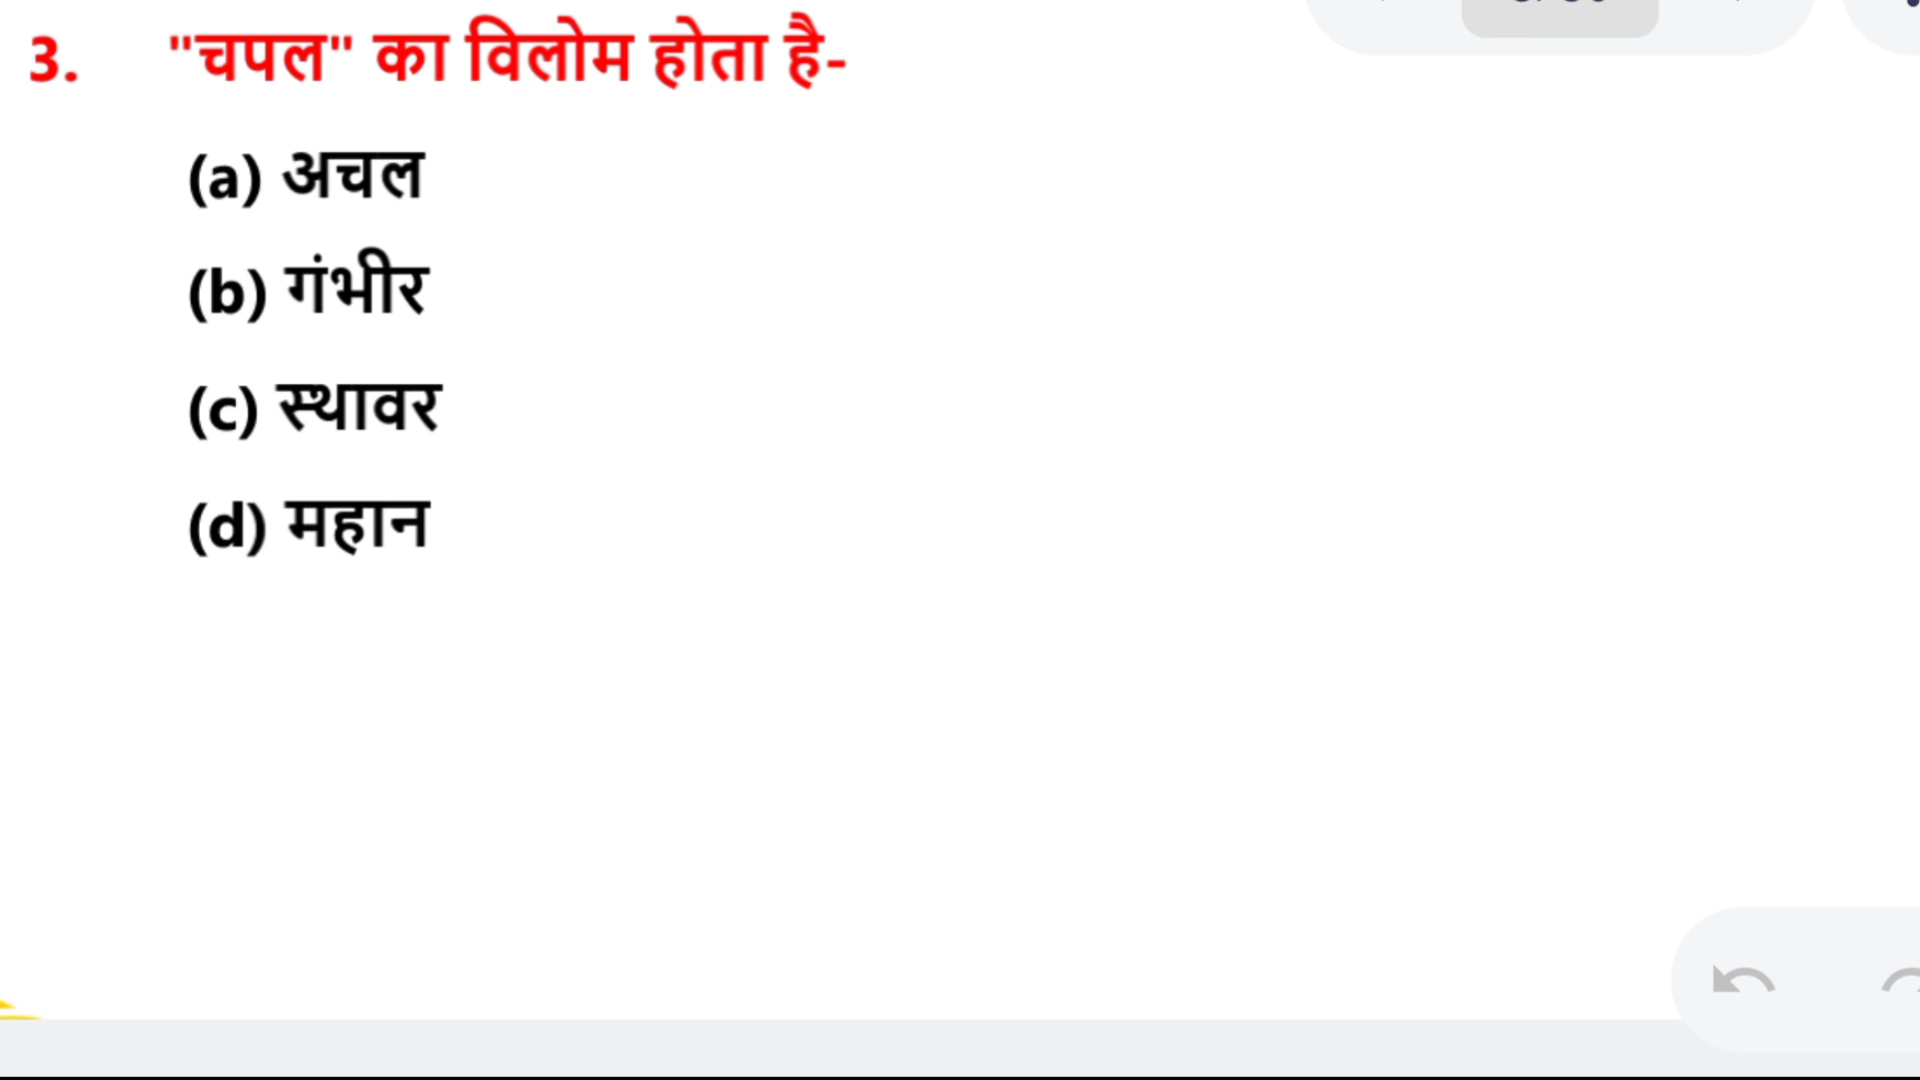 3. "चपल" का विलोम होता है-
(a) अचल
(b) गंभीर
(c) स्थावर
(d) महान